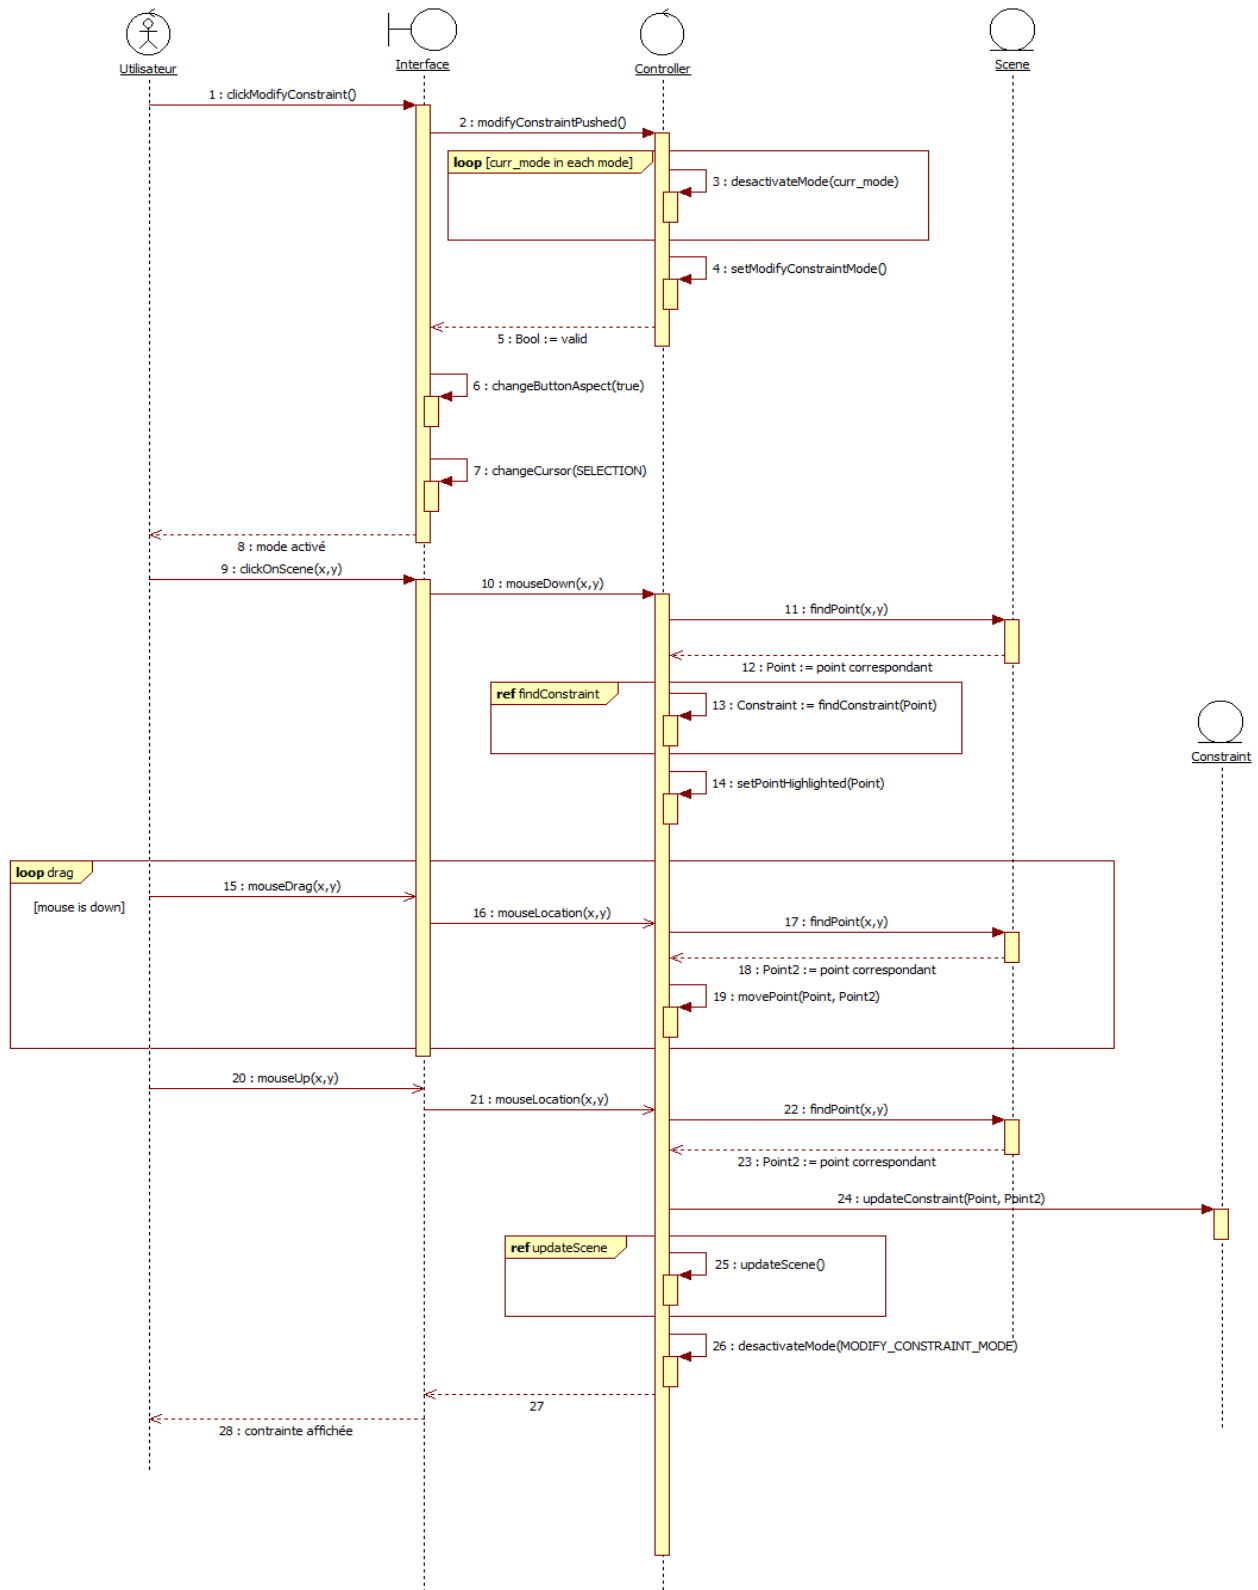 Utilisateur
Interface
Controller
Scene
1 : clickModifyConstraint()
2 : modifyConstraintPushed()
loop [curr_mode in each mode]
3 : desactivateMode(curr_mode)
4 : setModifyConstraintMode()
5 : Bool := valid
6 : changeButtonAspect(true)
7 : changeCursor(SELECTION)
8 : mode activé
9 : clickOnScene(x,y)
10 : mouseDown(x,y)
11 : findPoint(x,y)
12 : Point := point correspondant
ref findConstraint
13 : Constraint := findConstraint(Point)
Constraint
14 : setPointHighlighted(Point)
loop drag
15 : mouseDrag(x,y)
[mouse is down]
16 : mouseLocation(x,y)
17 : findPoint(x,y)
18 : Point2 := point correspondant
19 : movePoint(Point, Point2)
20 : mouseUp(x,y)
21 : mouseLocation(x,y)
22 : findPoint(x,y)
23 : Point2 := point correspondant
24 : updateConstraint(Point, Point2)
ref updateScene
25 : updateScene()
26 : desactivateMode(MODIFY_CONSTRAINT_MODE)
27
28 : contrainte affichée